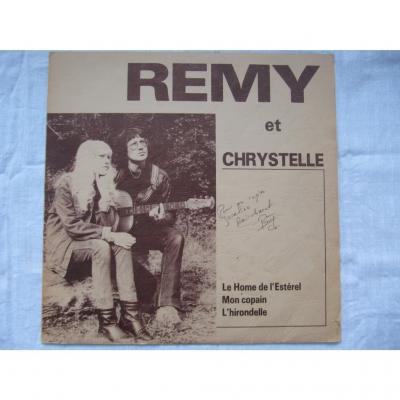 REMY
et
CHRYSTELLE
Le Home de l'Estérel
Mon copain
L'hirondelle